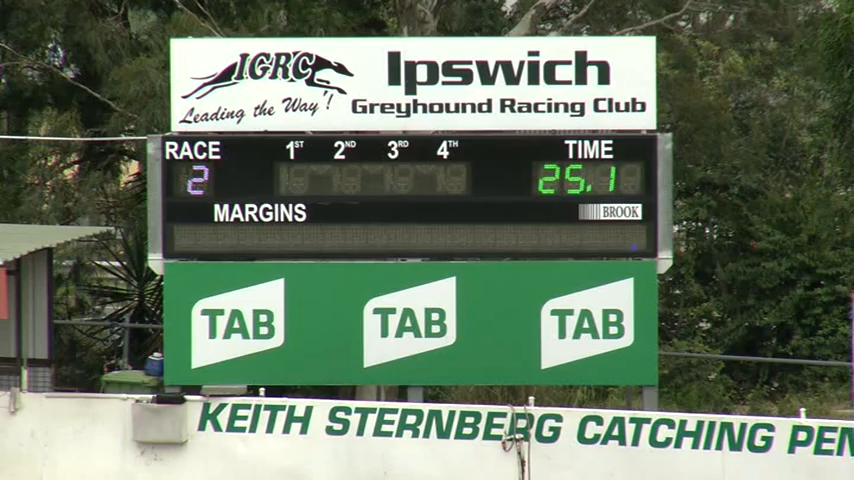 IGRC
Leading the Way'!
Ipswich
Greyhound Racing Club
RACE 1ST 2ND 3RD 4TH TIME
2 25.1
MARGINS BROOK
TAB TAB TAB
KEITH STERNBERG CATCHING PEN